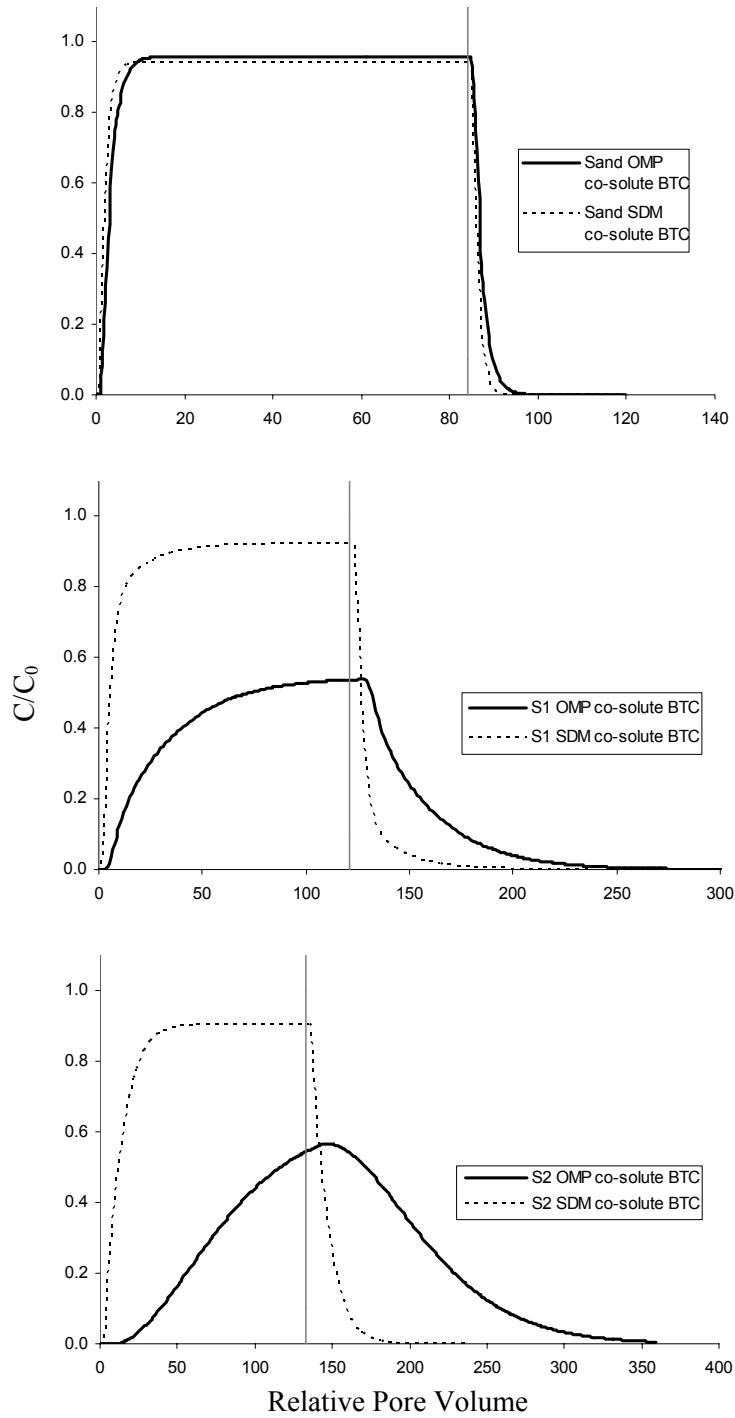 1.0
0.8
0.6
0.4
0.2
0.0
0 20 40 60 80 100 120 140
Sand OMP
co-solute BTC
Sand SDM
co-solute BTC
1.0
0.8
0.6
0.4
0.2
0.0
0 50 100 150 200 250 300
S1 OMP co-solute BTC
S1 SDM co-solute BTC
C/C₀
1.0
0.8
0.6
0.4
0.2
0.0
0 50 100 150 200 250 300 350 400
S2 OMP co-solute BTC
S2 SDM co-solute BTC
Relative Pore Volume